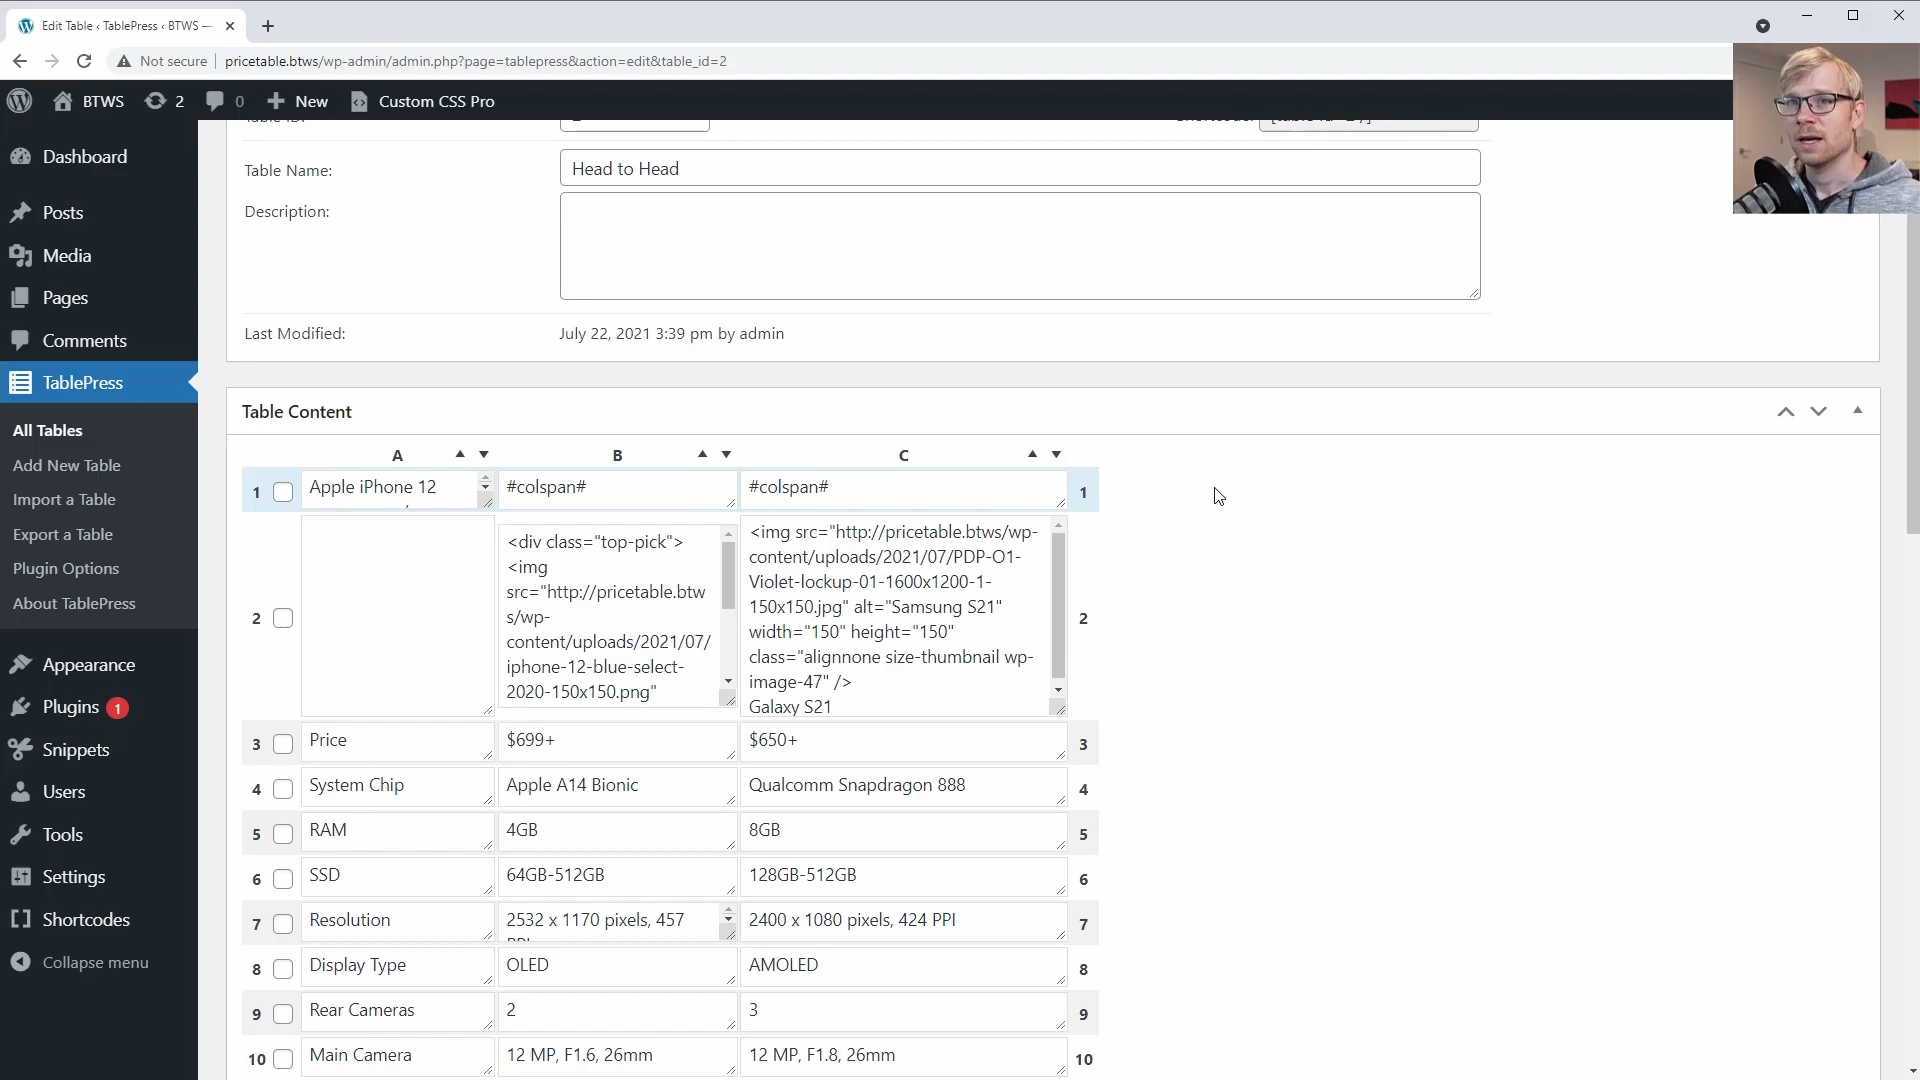 Edit Table ‹ TablePress ‹ BTWS —
Not secure
pricetable.btws/wp-admin/admin.php?page=tablepress&action=edit&table_id=2
BTWS
2
0
New
Custom CSS Pro
Dashboard
Posts
Media
Pages
Comments
TablePress
All Tables
Add New Table
Import a Table
Export a Table
Plugin Options
About TablePress
Appearance
Plugins 1
Snippets
Users
Tools
Settings
Shortcodes
Collapse menu
Table Name:
Head to Head
Description:
Last Modified:
July 22, 2021 3:39 pm by admin
Table Content
A B C
1 Apple iPhone 12 #colspan# #colspan# 1
2
<div class="top-pick">
<img
src="http://pricetable.btw
s/wp-
content/uploads/2021/07/
iphone-12-blue-select-
2020-150x150.png"
<img src="http://pricetable.btws/wp-
content/uploads/2021/07/PDP-O1-
Violet-lockup-01-1600x1200-1-
150x150.jpg" alt="Samsung S21"
width="150" height="150"
class="alignnone size-thumbnail wp-
image-47" />
Galaxy S21
2
3 Price $699+ $650+ 3
4 System Chip Apple A14 Bionic Qualcomm Snapdragon 888 4
5 RAM 4GB 8GB 5
6 SSD 64GB-512GB 128GB-512GB 6
7 Resolution 2532 x 1170 pixels, 457 2400 x 1080 pixels, 424 PPI 7
8 Display Type OLED AMOLED 8
9 Rear Cameras 2 3 9
10 Main Camera 12 MP, F1.6, 26mm 12 MP, F1.8, 26mm 10